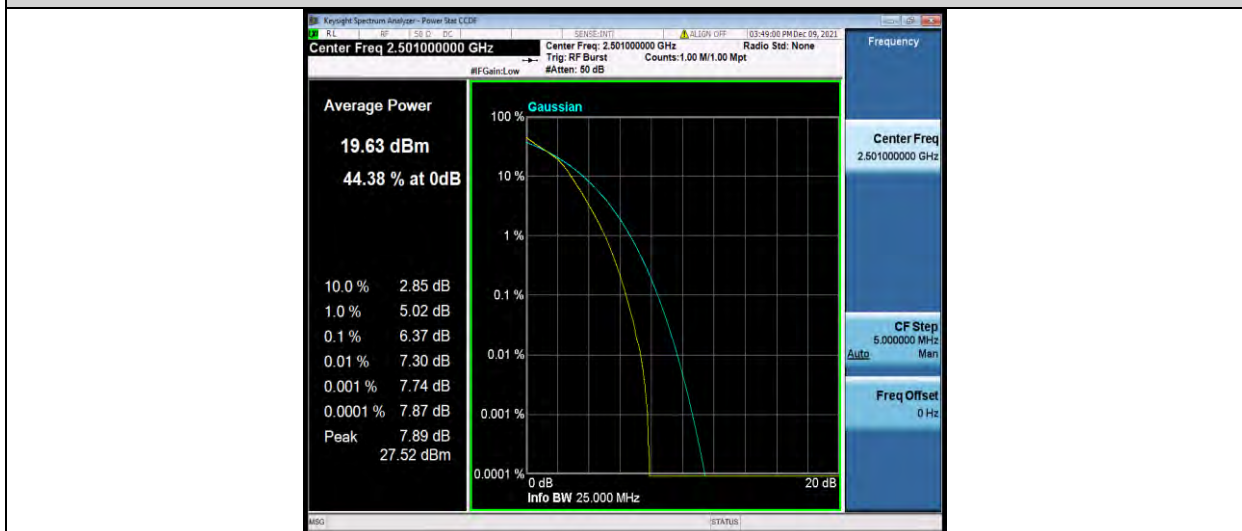 Keysight Spectrum Analyzer - Power Stat CCDF
RL RF 50 Ω DC SENSE:INT ALIGN OFF 03:49:00 PM Dec 09, 2021
Center Freq 2.501000000 GHz
Center Freq: 2.501000000 GHz Radio Std: None
Trig: RF Burst Counts:1.00 M/1.00 Mpt
#IFGain:Low #Atten: 50 dB
Frequency
Average Power
19.63 dBm
44.38 % at 0dB
10.0 % 2.85 dB
1.0 % 5.02 dB
0.1 % 6.37 dB
0.01 % 7.30 dB
0.001 % 7.74 dB
0.0001 % 7.87 dB
Peak 7.89 dB
27.52 dBm
Gaussian
100 %
10 %
1 %
0.1 %
0.01 %
0.001 %
0.0001 %
0 dB 20 dB
Info BW 25.000 MHz
Center Freq
2.501000000 GHz
CF Step
5.000000 MHz
Auto Man
Freq Offset
0 Hz
MSG STATUS